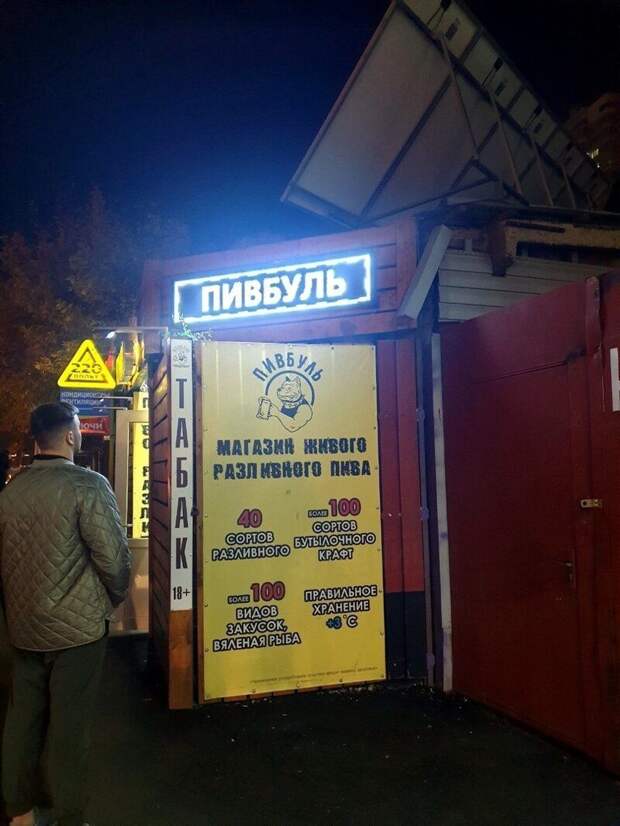 ПИВБУЛЬ
ПИВБУЛЬ
МАГАЗИН ЖИВОГО
РАЗЛИВНОГО ПИВА
40
СОРТОВ
РАЗЛИВНОГО
БОЛЕЕ 100
СОРТОВ
БУТЫЛОЧНОГО
КРАФТ
БОЛЕЕ 100
ВИДОВ
ЗАКУСОК,
ВЯЛЕНАЯ РЫБА
ПРАВИЛЬНОЕ
ХРАНЕНИЕ
+3°С
ТАБАК
18+
220
ВОЛЬТ